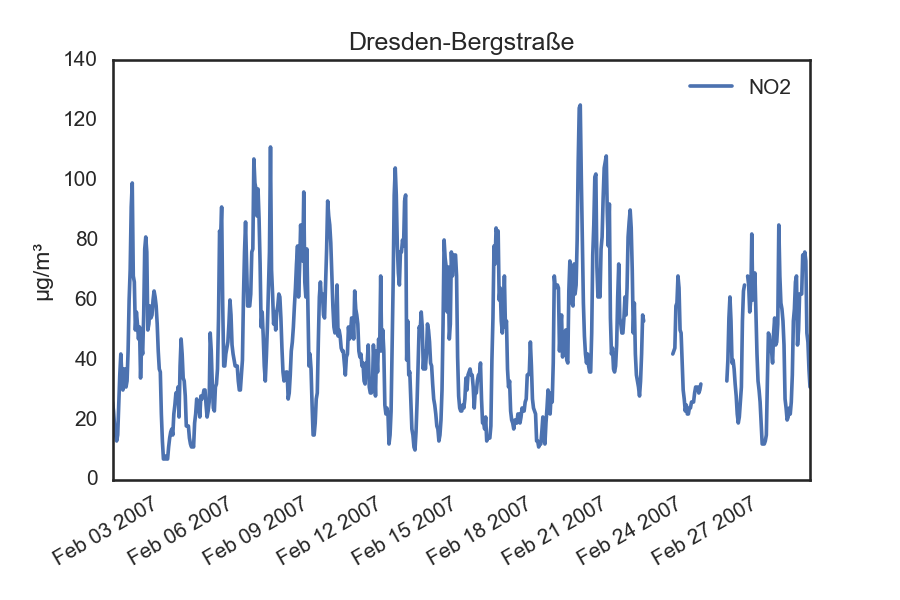 Dresden-Bergstraße
140
120
100
80
60
40
20
0
µg/m³
NO2
Feb 03 2007
Feb 06 2007
Feb 09 2007
Feb 12 2007
Feb 15 2007
Feb 18 2007
Feb 21 2007
Feb 24 2007
Feb 27 2007